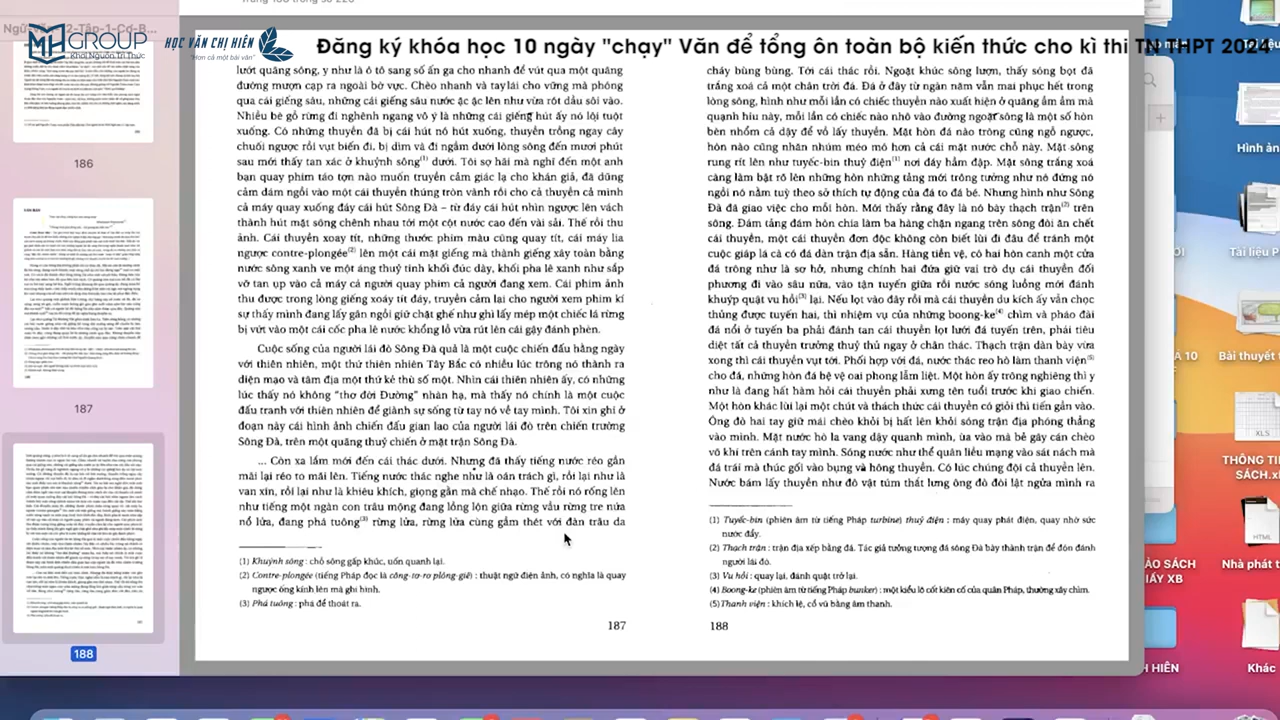 Trang 188 trong số 226
Ngữ-Văn-12-Tập-1-Cơ-B...
MH GROUP
Khơi Nguồn Tri Thức
HỌC VĂN CHỊ HIÊN
"Hơn cả một bài văn"
Đăng ký khóa học 10 ngày "chạy" Văn để tổng ôn toàn bộ kiến thức cho kì thi TN THPT
186
187
188
lưới quãng sông, y như là ô tô sang số ấn ga cho nhanh để vút qua một quãng
đường mượn cạp ra ngoài bờ vực. Chèo nhanh và tay lái cho vững mà phóng
qua cái giếng sâu, những cái giếng sâu nước ặc ặc lên như vừa rót dầu sôi vào.
Nhiều bè gỗ rừng đi nghênh ngang vô ý là những cái giếng hút ấy nó lôi tuột
xuống. Có những thuyền đã bị cái hút nó hút xuống, thuyền trồng ngay cây
chuối ngược rồi vụt biến đi, bị dìm và đi ngầm dưới lòng sông đến mươi phút
sau mới thấy tan xác ở khuỷnh sông(1) dưới. Tôi sợ hãi mà nghĩ đến một anh
bạn quay phim táo tợn nào muốn truyền cảm giác lạ cho khán giả, đã dũng
cảm dám ngồi vào một cái thuyền thúng tròn vành rồi cho cả thuyền cả mình
cả máy quay xuống đáy cái hút Sông Đà – từ đáy cái hút nhìn ngược lên vách
thành hút mặt sông chênh nhau tới một cột nước cao đến vài sải. Thế rồi thu
ảnh. Cái thuyền xoay tít, những thước phim màu cũng quay tít, cái máy lia
ngược contre-plongée(2) lên một cái mặt giếng mà thành giếng xây toàn bằng
nước sông xanh ve một áng thuỷ tinh khối đúc dày, khối pha lê xanh như sắp
vỡ tan ụp vào cả máy cả người quay phim cả người đang xem. Cái phim ảnh
thu được trong lòng giếng xoáy tít đáy, truyền cảm lại cho người xem phim kí
sự thấy mình đang lấy gân ngồi giữ chặt ghế như ghì lấy mép một chiếc lá rừng
bị vứt vào một cái cốc pha lê nước khổng lồ vừa rút lên cái gậy đánh phèn.
Cuộc sống của người lái đò Sông Đà quả là một cuộc chiến đấu hằng ngày
với thiên nhiên, một thứ thiên nhiên Tây Bắc có nhiều lúc trông nó thành ra
diện mạo và tâm địa một thứ kẻ thù số một. Nhìn cái thiên nhiên ấy, có những
lúc thấy nó không “thơ đời Đường” nhàn hạ, mà thấy nó chính là một cuộc
đấu tranh với thiên nhiên để giành sự sống từ tay nó về tay mình. Tôi xin ghi ở
đoạn này cái hình ảnh chiến đấu gian lao của người lái đò trên chiến trường
Sông Đà, trên một quãng thuỷ chiến ở mặt trận Sông Đà.
... Còn xa lắm mới đến cái thác dưới. Nhưng đã thấy tiếng nước réo gần
mãi lại réo to mãi lên. Tiếng nước thác nghe như là oán trách gì, rồi lại như là
van xin, rồi lại như là khiêu khích, giọng gằn mà chế nhạo. Thế rồi nó rống lên
như tiếng một ngàn con trâu mộng đang lồng lộn giữa rừng vầu rừng tre nứa
nổ lửa, đang phá tuông(3) rừng lửa, rừng lửa cùng gầm thét với đàn trâu da
(1) Khuỷnh sông : chỗ sông gấp khúc, uốn quanh lại.
(2) Contre-plongée (tiếng Pháp đọc là công-tơ-rơ plông-giê) : thuật ngữ điện ảnh có nghĩa là quay
ngược ống kính lên mà ghi hình.
(3) Phá tuông : phá để thoát ra.
187
cháy bùng bùng. Tới cái thác rồi. Ngoặt khúc sông lượn, thấy sóng bọt đã
trắng xoá cả một chân trời đá. Đá ở đây từ ngàn năm vẫn mai phục hết trong
lòng sông, hình như mỗi lần có chiếc thuyền nào xuất hiện ở quãng ầm ầm mà
quạnh hiu này, mỗi lần có chiếc nào nhô vào đường ngoặt sông là một số hòn
bèn nhổm cả dậy để vồ lấy thuyền. Mặt hòn đá nào trông cũng ngỗ ngược,
hòn nào cũng nhăn nhúm méo mó hơn cả cái mặt nước chỗ này. Mặt sông
rung rít lên như tuyếc-bin thuỷ điện(1) nơi đáy hầm đập. Mặt sông trắng xoá
càng làm bật rõ lên những hòn những tảng mới trông tưởng như nó đứng nó
ngồi nó nằm tuỳ theo sở thích tự động của đá to đá bé. Nhưng hình như Sông
Đà đã giao việc cho mỗi hòn. Mới thấy rằng đây là nó bày thạch trận(2) trên
sông. Đám tảng đám hòn chia làm ba hàng chặn ngang trên sông đòi ăn chết
cái thuyền, một cái thuyền đơn độc không còn biết lùi đi đâu để tránh một
cuộc giáp lá cà có đá dàn trận địa sẵn. Hàng tiền vệ, có hai hòn canh một cửa
đá trông như là sơ hở, nhưng chính hai đứa giữ vai trò dụ cái thuyền đối
phương đi vào sâu nữa, vào tận tuyến giữa rồi nước sóng luồng mới đánh
khuýp quật vu hồi(3) lại. Nếu lọt vào đây rồi mà chiếc thuyền du kích ấy vẫn chọc
thủng được tuyến hai, thì nhiệm vụ của những boong-ke(4) chìm và pháo đài
đá nổi ở tuyến ba phải đánh tan cái thuyền lọt lưới đá tuyến trên, phải tiêu
diệt tất cả thuyền trưởng thuỷ thủ ngay ở chân thác. Thạch trận dàn bày vừa
xong thì cái thuyền vụt tới. Phối hợp với đá, nước thác reo hò làm thanh viện(5)
cho đá, những hòn đá bệ vệ oai phong lẫm liệt. Một hòn ấy trông nghiêng thì y
như là đang hất hàm hỏi cái thuyền phải xưng tên tuổi trước khi giao chiến.
Một hòn khác lùi lại một chút và thách thức cái thuyền có giỏi thì tiến gần vào.
Ông đò hai tay giữ mái chèo khỏi bị hất lên khỏi sóng trận địa phóng thẳng
vào mình. Mặt nước hò la vang dậy quanh mình, ùa vào mà bẻ gãy cán chèo
võ khí trên cánh tay mình. Sóng nước như thể quân liều mạng vào sát nách mà
đá trái mà thúc gối vào bụng và hông thuyền. Có lúc chúng đội cả thuyền lên.
Nước bám lấy thuyền như đô vật túm thắt lưng ông đò đòi lật ngửa mình ra
(1) Tuyếc-bin (phiên âm từ tiếng Pháp turbine) thuỷ điện : máy quay phát điện, quay nhờ sức
nước đẩy.
(2) Thạch trận : trận địa xếp bằng đá. Tác giả tưởng tượng đá sông Đà bày thành trận để đón đánh
người lái đò.
(3) Vu hồi : quay lại, đánh quật trở lại.
(4) Boong-ke (phiên âm từ tiếng Pháp bunker) : một kiểu lô cốt kiên cố của quân Pháp, thường xây chìm.
(5) Thanh viện : khích lệ, cổ vũ bằng âm thanh.
188
Hình ản
Tài liệu
Bài thuyết t
XLS
THÔNG TI
SÁCH.x
HTML
Nhà phát t
Khác